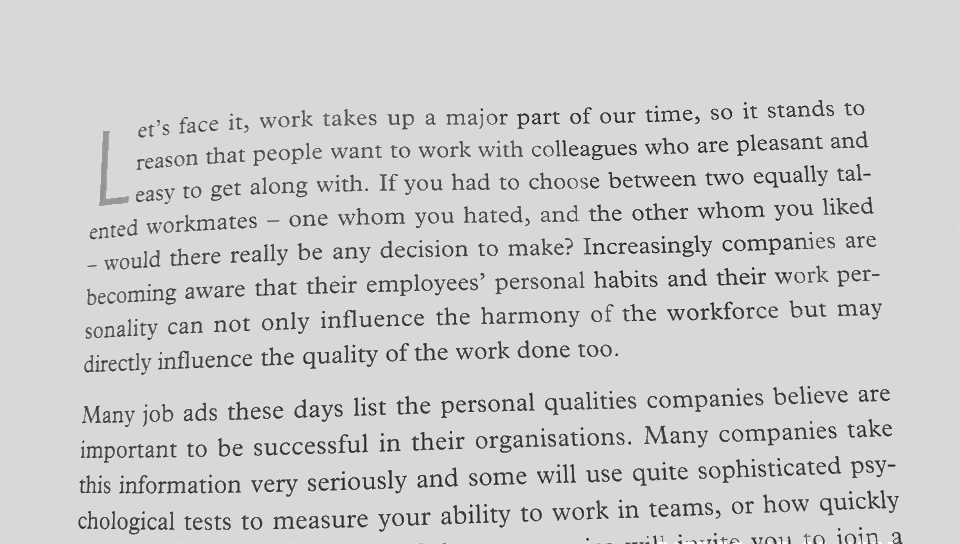 Let's face it, work takes up a major part of our time, so it stands to
reason that people want to work with colleagues who are pleasant and
easy to get along with. If you had to choose between two equally tal-
ented workmates – one whom you hated, and the other whom you liked
– would there really be any decision to make? Increasingly companies are
becoming aware that their employees' personal habits and their work per-
sonality can not only influence the harmony of the workforce but may
directly influence the quality of the work done too.
Many job ads these days list the personal qualities companies believe are
important to be successful in their organisations. Many companies take
this information very seriously and some will use quite sophisticated psy-
chological tests to measure your ability to work in teams, or how quickly
will invite you to join a